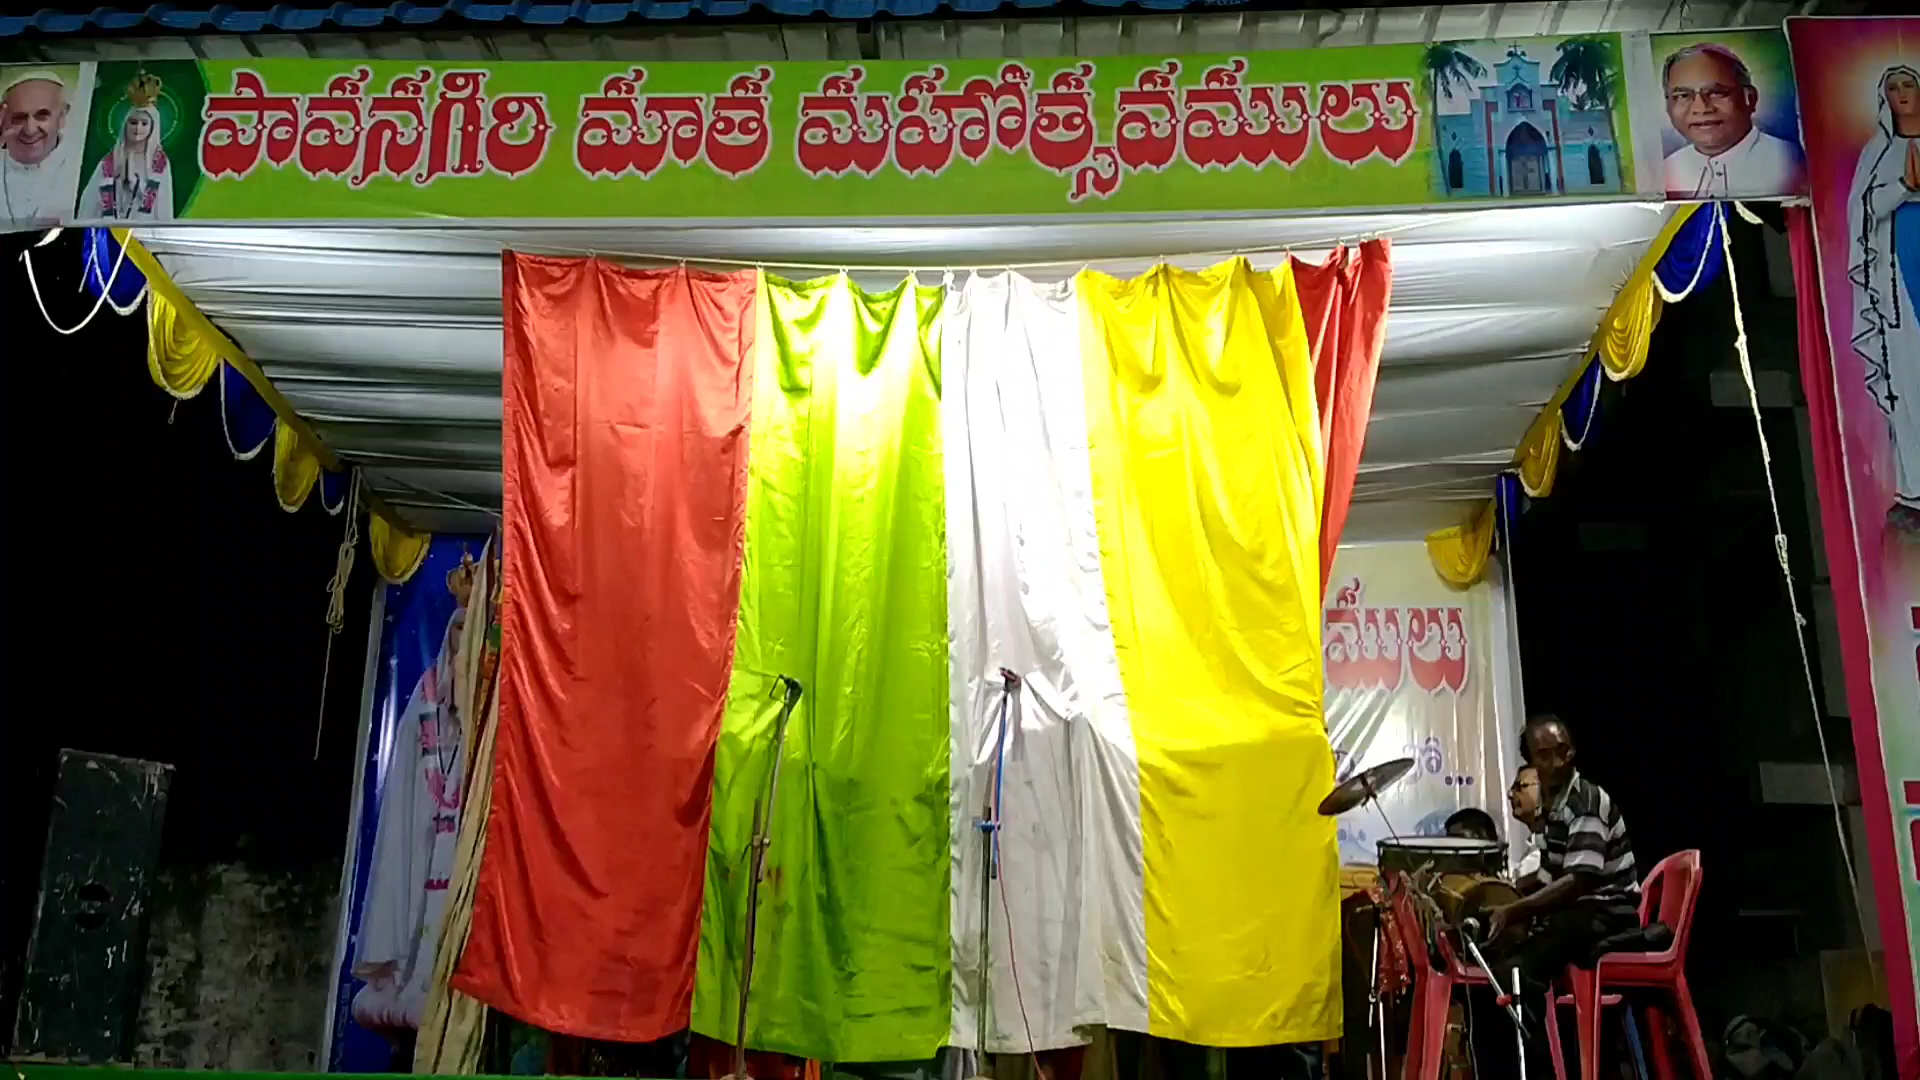 పావనగిరి మాత మహోత్సవములు
ములు